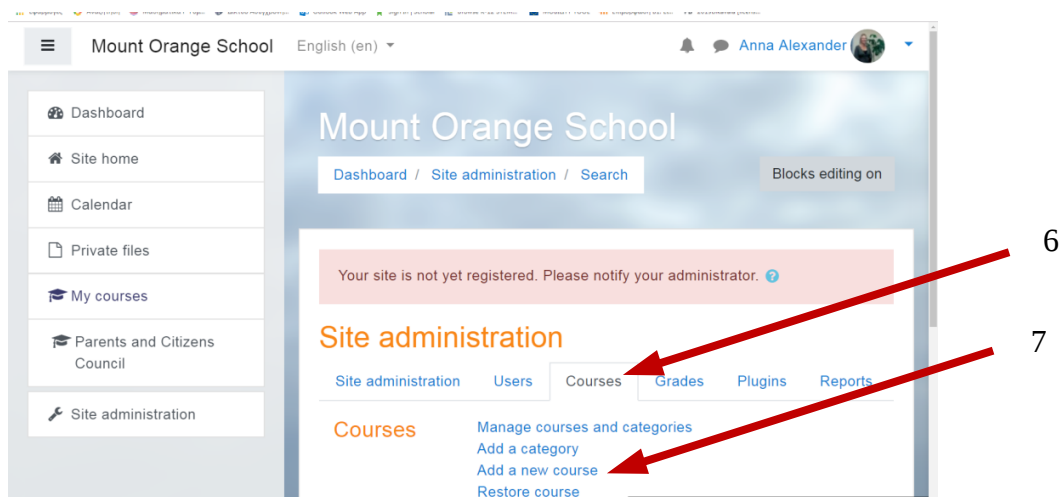 Mount Orange School English (en) Anna Alexander
Dashboard
Site home
Calendar
Private files
My courses
Parents and Citizens
Council
Site administration
Mount Orange School
Dashboard / Site administration / Search
Blocks editing on
Your site is not yet registered. Please notify your administrator.
Site administration
Site administration Users Courses Grades Plugins Reports
Courses
Manage courses and categories
Add a category
Add a new course
Restore course
6
7